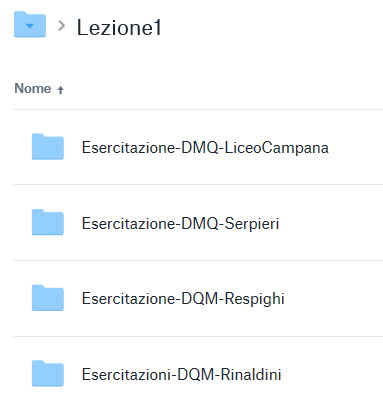 Lezione1
Nome
Esercitazione-DMQ-LiceoCampana
Esercitazione-DMQ-Serpieri
Esercitazione-DQM-Respighi
Esercitazioni-DQM-Rinaldini